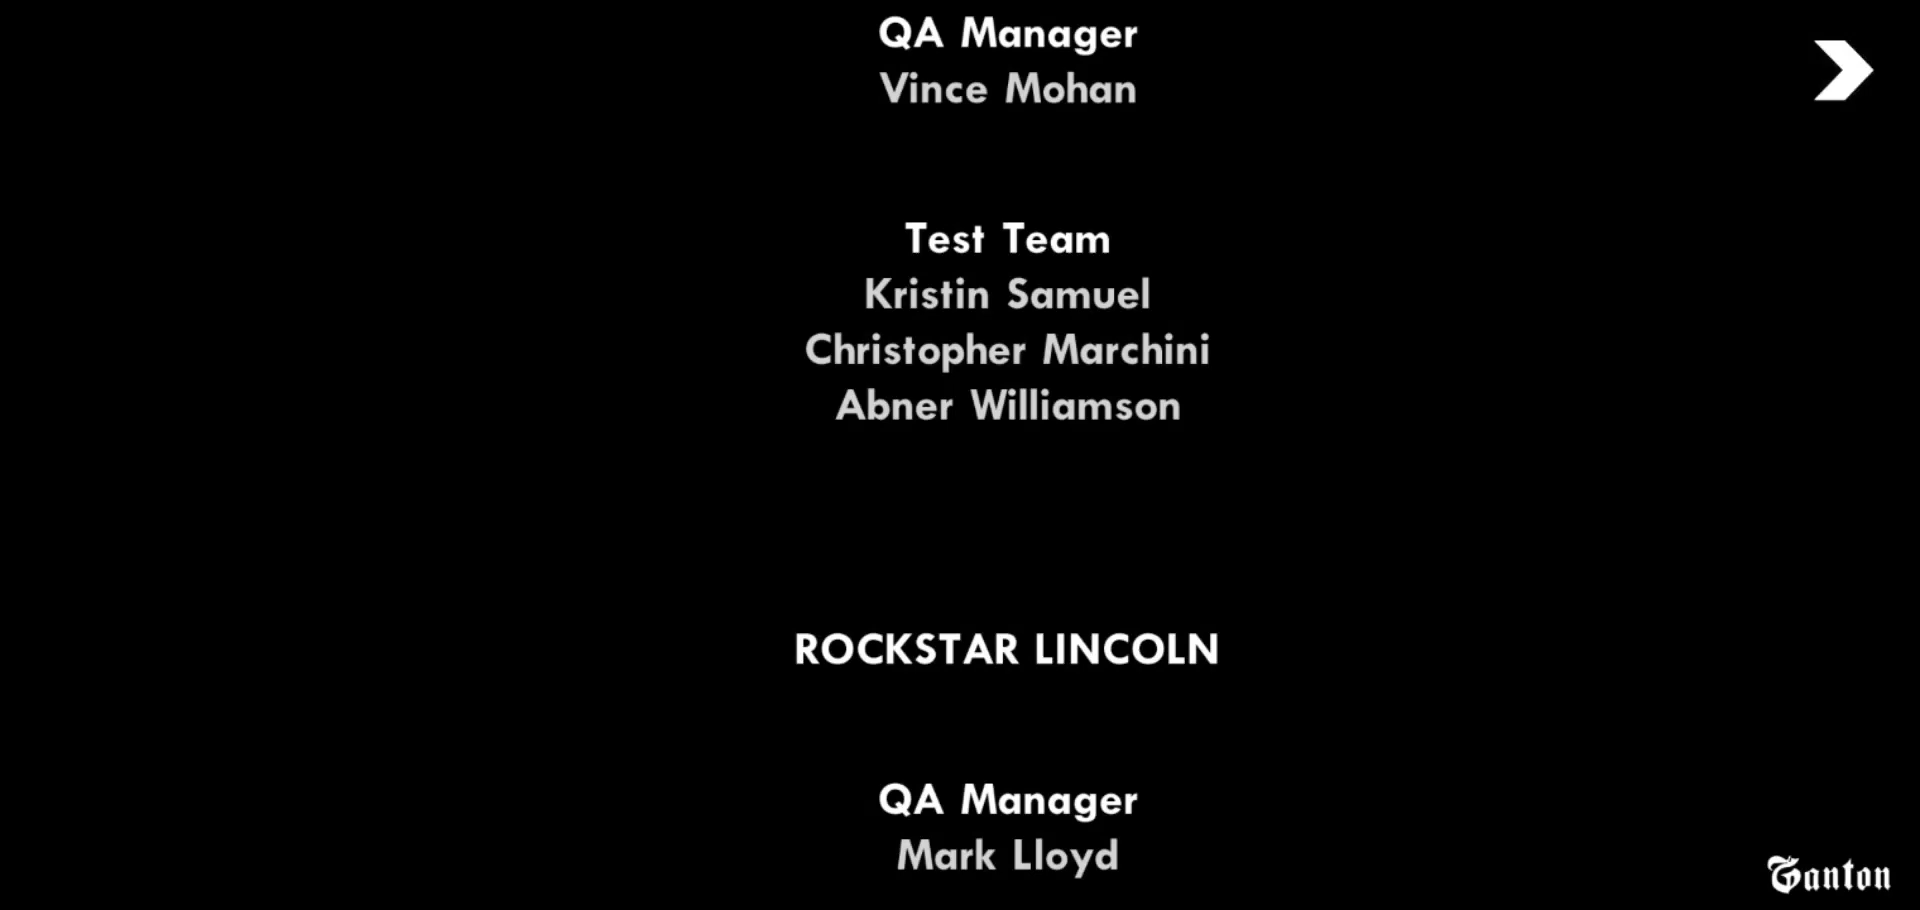 QA Manager
Vince Mohan
Test Team
Kristin Samuel
Christopher Marchini
Abner Williamson
ROCKSTAR LINCOLN
QA Manager
Mark Lloyd
Ganton